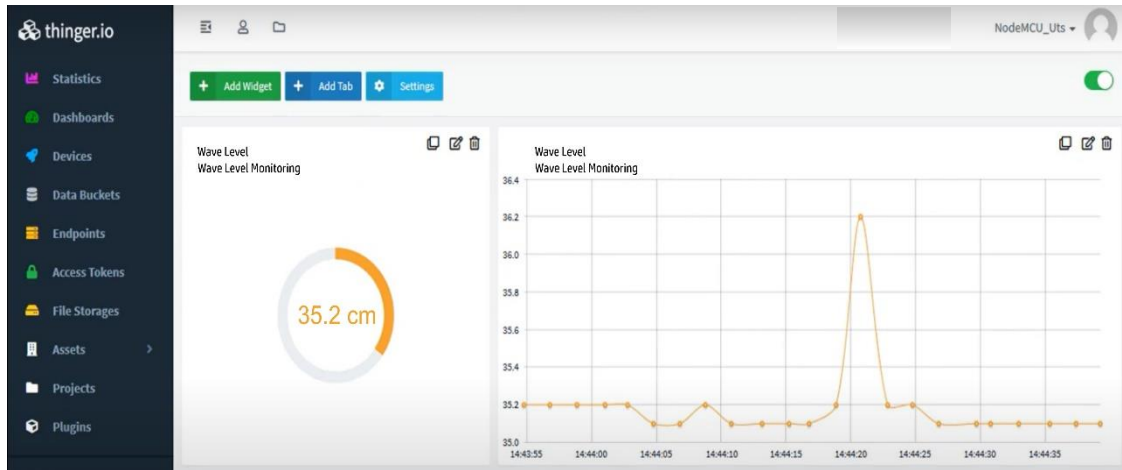 thinger.io
NodeMCU_Uts
Statistics
Dashboards
Devices
Data Buckets
Endpoints
Access Tokens
File Storages
Assets
Projects
Plugins
+ Add Widget
+ Add Tab
Settings
Wave Level
Wave Level Monitoring
35.2 cm
Wave Level
Wave Level Monitoring
36.4
36.2
36.0
35.8
35.6
35.4
35.2
35.0
14:43:55 14:44:00 14:44:05 14:44:10 14:44:15 14:44:20 14:44:25 14:44:30 14:44:35